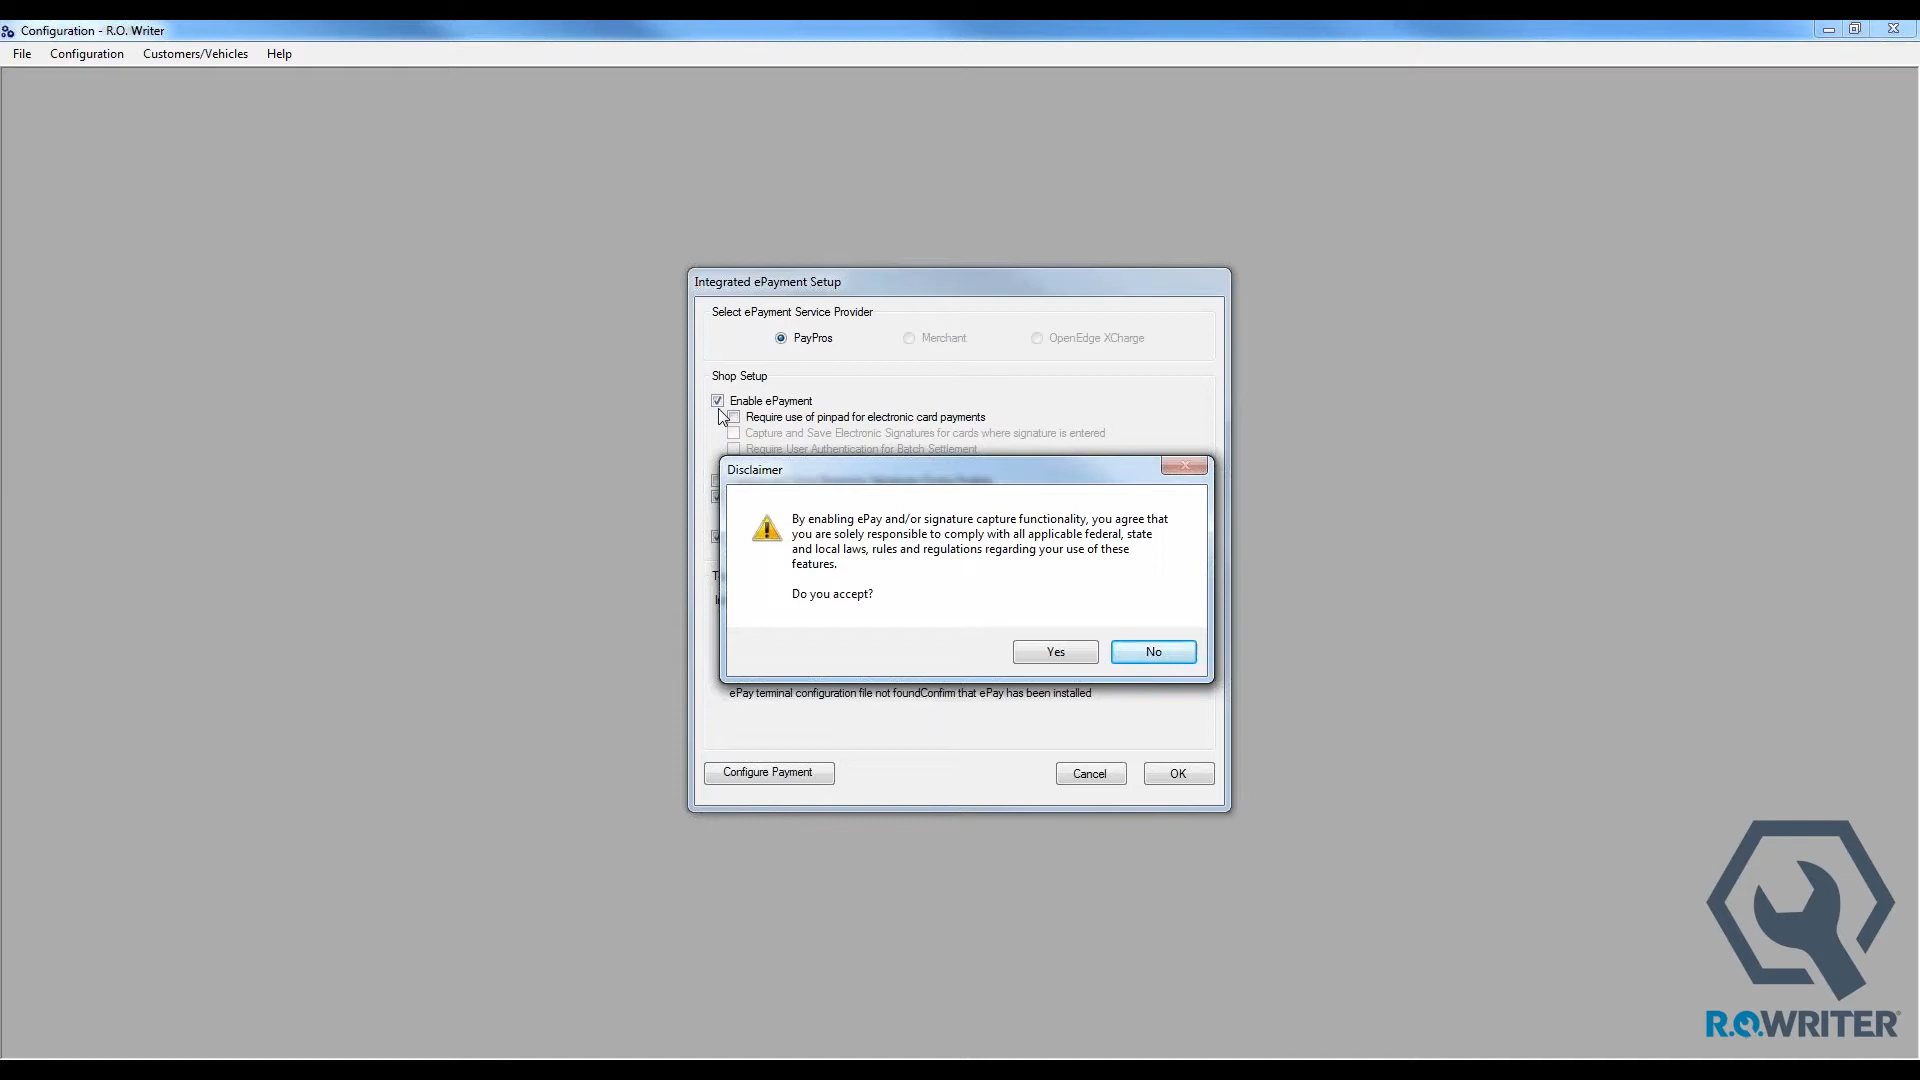 Configuration - R.O. Writer
File Configuration Customers/Vehicles Help
Integrated ePayment Setup
Select ePayment Service Provider
PayPros Merchant OpenEdge XCharge
Shop Setup
Enable ePayment
Require use of pinpad for electronic card payments
Capture and Save Electronic Signatures for cards where signature is entered
Require User Authentication for Batch Settlement
Disclaimer
By enabling ePay and/or signature capture functionality, you agree that
you are solely responsible to comply with all applicable federal, state
and local laws, rules and regulations regarding your use of these
features.
Do you accept?
Yes No
ePay terminal configuration file not foundConfirm that ePay has been installed
Configure Payment Cancel OK
R.O.WRITER